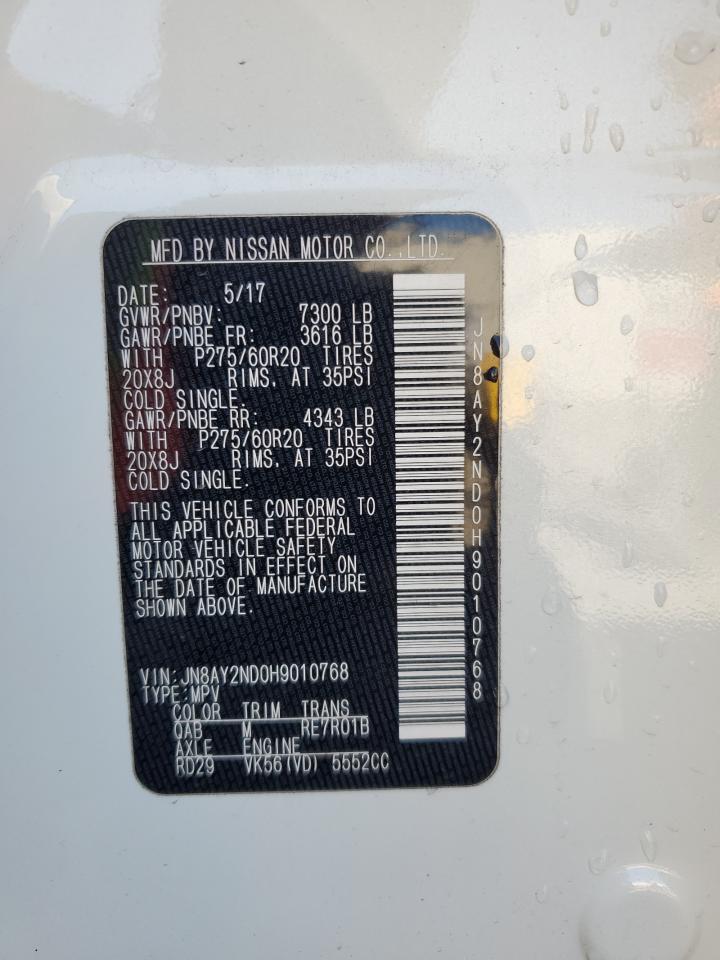 MFD BY NISSAN MOTOR CO.,LTD.
DATE: 5/17
GVWR/PNBV: 7300 LB
GAWR/PNBE FR: 3616 LB
WITH P275/60R20 TIRES
20X8J RIMS, AT 35PSI
COLD SINGLE.
GAWR/PNBE RR: 4343 LB
WITH P275/60R20 TIRES
20X8J RIMS, AT 35PSI
COLD SINGLE.
THIS VEHICLE CONFORMS TO
ALL APPLICABLE FEDERAL
MOTOR VEHICLE SAFETY
STANDARDS IN EFFECT ON
THE DATE OF MANUFACTURE
SHOWN ABOVE.
VIN:JN8AY2ND0H9010768
TYPE:MPV
COLOR TRIM TRANS
QAB M RE7R01B
AXLE ENGINE
RD29 VK56(VD) 5552CC
JN8AY2ND0H9010768